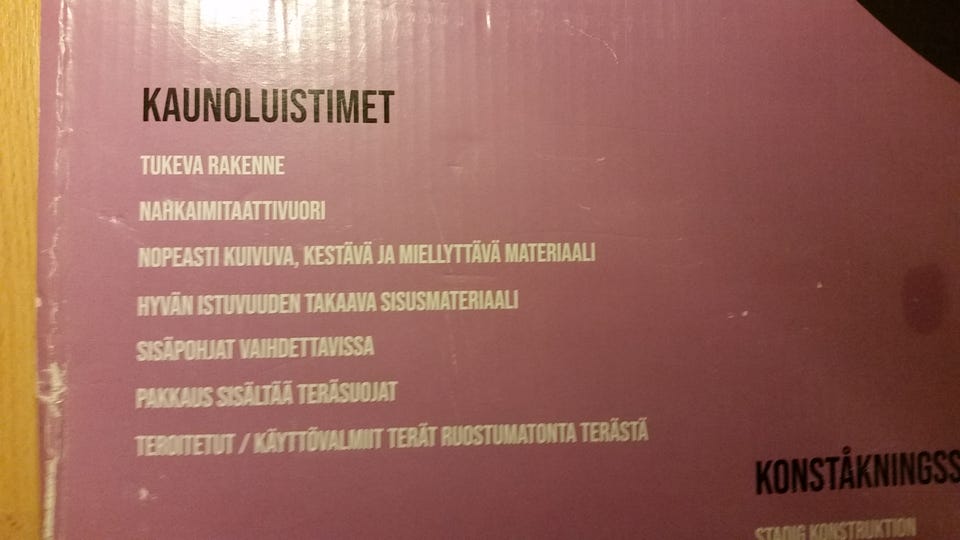 KAUNOLUISTIMET
TUKEVA RAKENNE
NAHKAIMITAATTIVUORI
NOPEASTI KUIVUVA, KESTÄVÄ JA MIELLYTTÄVÄ MATERIAALI
HYVÄN ISTUVUUDEN TAKAAVA SISUSMATERIAALI
SISÄPOHJAT VAIHDETTAVISSA
PAKKAUS SISÄLTÄÄ TERÄSUOJAT
TEROITETUT / KÄYTTÖVALMIIT TERÄT RUOSTUMATONTA TERÄSTÄ
KONSTÅKNINGSS
STADIG KONSTRUKTION